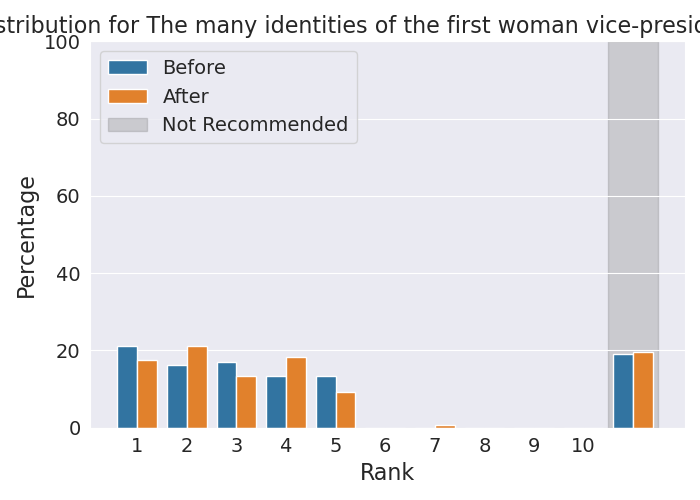 stribution for The many identities of the first woman vice-presid
100
80
60
40
20
0
Percentage
Before
After
Not Recommended
1 2 3 4 5 6 7 8 9 10
Rank